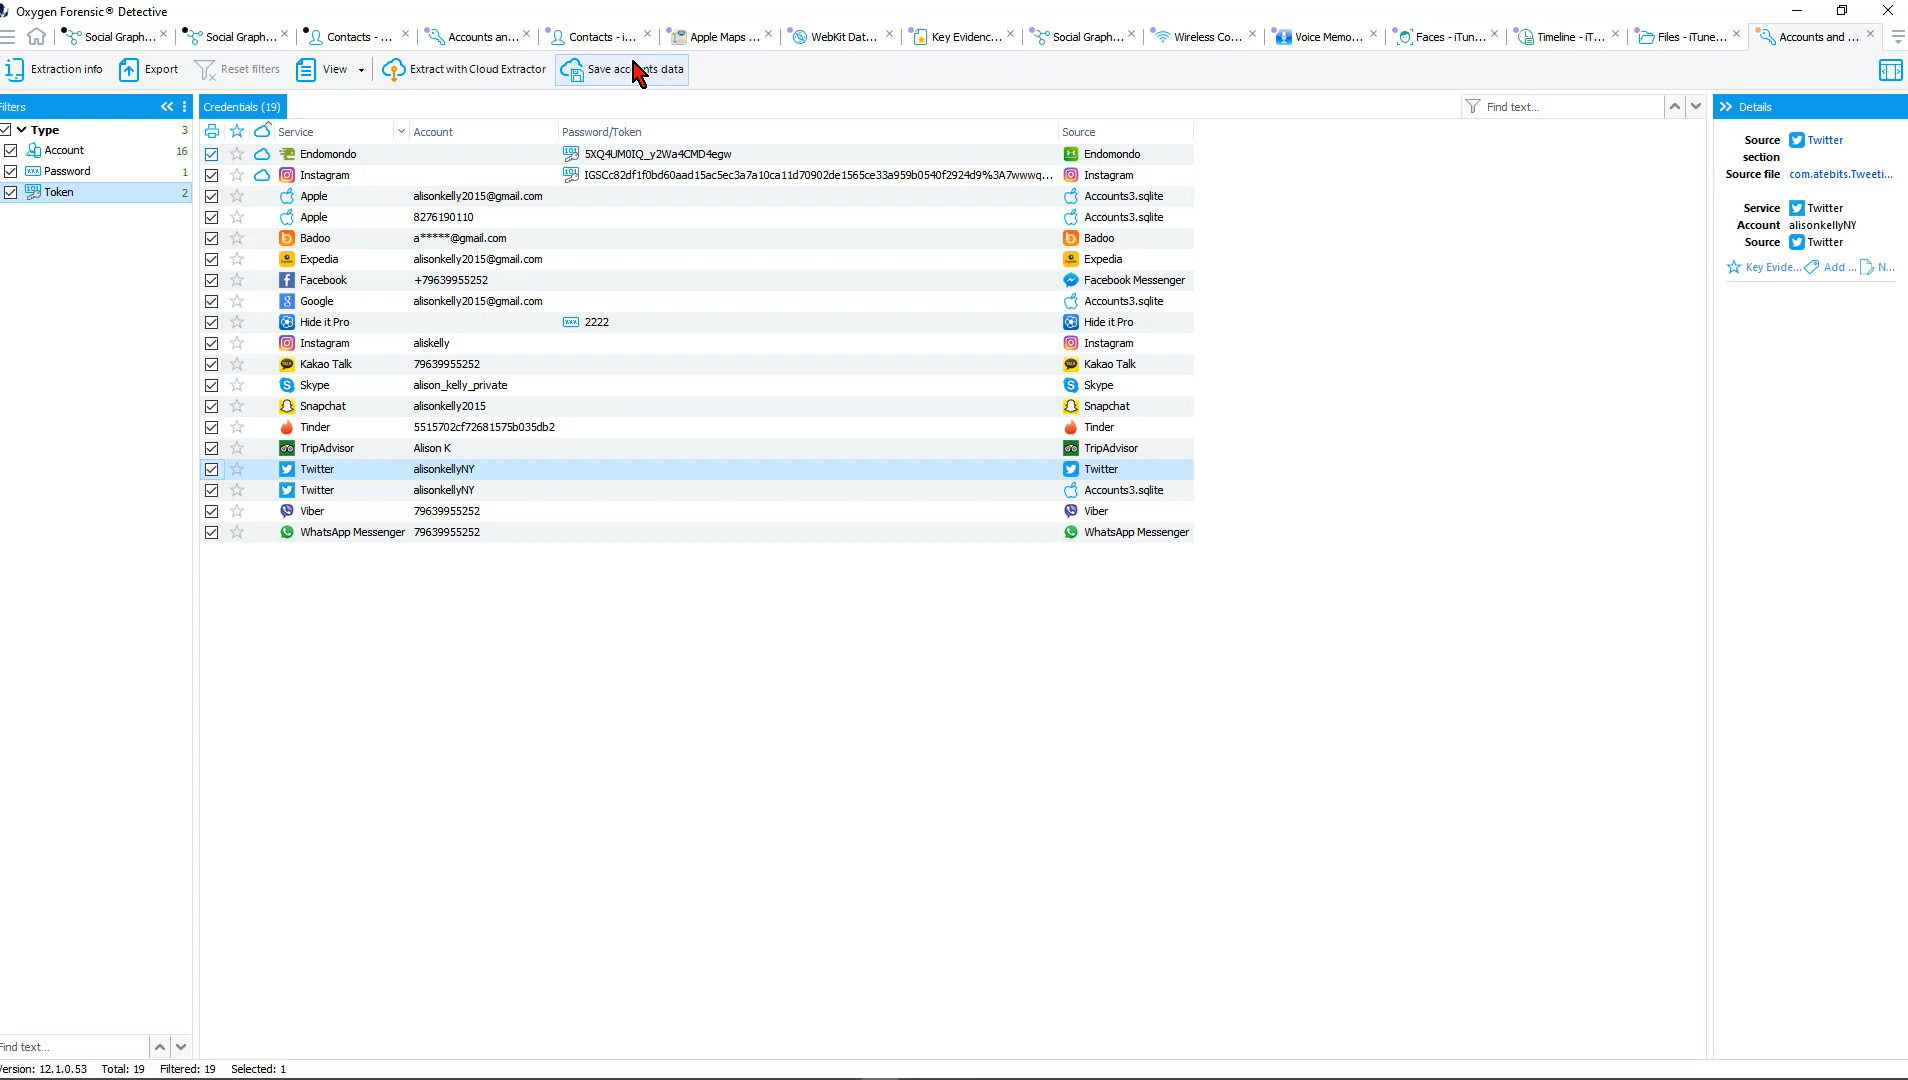 Oxygen Forensic® Detective
Social Graph... Social Graph... Contacts - ... Accounts an... Contacts - i... Apple Maps ... WebKit Dat... Key Evidenc... Social Graph... Wireless Co... Voice Memo... Faces - iTun... Timeline - iT... Files - iTune... Accounts and ...
Extraction info Export Reset filters View Extract with Cloud Extractor Save accounts data
ilters Credentials (19) Find text... Details
Type 3
Account 16
Password 1
Token 2
Service Account Password/Token Source
Endomondo 5XQ4UM0IQ_y2Wa4CMD4egw Endomondo
Instagram IGSCc82df1f0bd60aad15ac5ec3a7a10ca11d70902de1565ce33a959b0540f2924d9%3A7wwwq... Instagram
Apple alisonkelly2015@gmail.com Accounts3.sqlite
Apple 8276190110 Accounts3.sqlite
Badoo a*****@gmail.com Badoo
Expedia alisonkelly2015@gmail.com Expedia
Facebook +79639955252 Facebook Messenger
Google alisonkelly2015@gmail.com Accounts3.sqlite
Hide it Pro 2222 Hide it Pro
Instagram aliskelly Instagram
Kakao Talk 79639955252 Kakao Talk
Skype alison_kelly_private Skype
Snapchat alisonkelly2015 Snapchat
Tinder 5515702cf72681575b035db2 Tinder
TripAdvisor Alison K TripAdvisor
Twitter alisonkellyNY Twitter
Twitter alisonkellyNY Accounts3.sqlite
Viber 79639955252 Viber
WhatsApp Messenger 79639955252 WhatsApp Messenger
Source section Twitter
Source file com.atebits.Tweeti...
Service Twitter
Account alisonkellyNY
Source Twitter
Key Evide... Add ... N...
Find text...
ersion: 12.1.0.53 Total: 19 Filtered: 19 Selected: 1